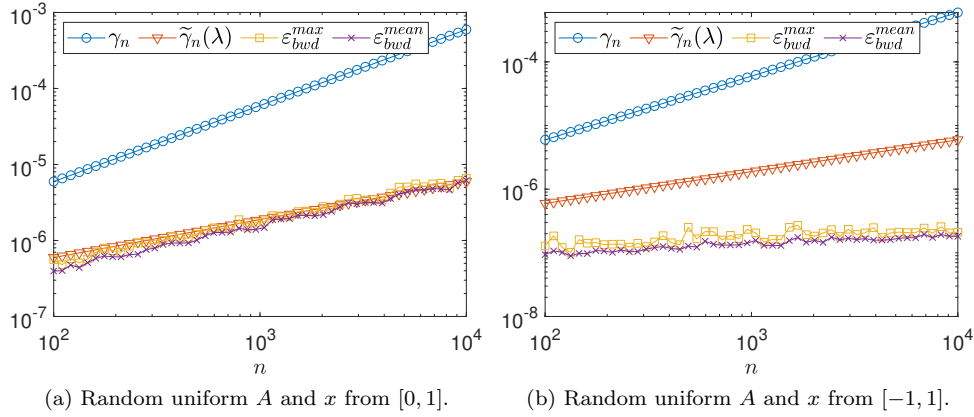 10^-3
10^-4
10^-5
10^-6
10^-7
γ_n  γ̃_n(λ)  ε_bwd^max  ε_bwd^mean
10^2 10^3 10^4
n
(a) Random uniform A and x from [0, 1].
10^-4
10^-6
10^-8
γ_n  γ̃_n(λ)  ε_bwd^max  ε_bwd^mean
10^2 10^3 10^4
n
(b) Random uniform A and x from [−1, 1].